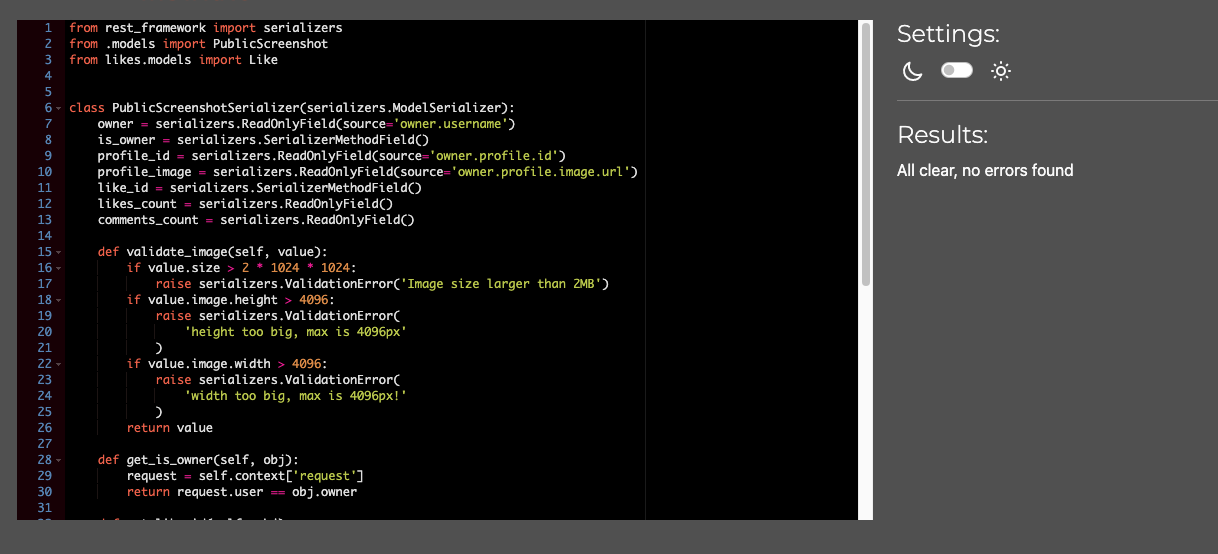 1 from rest_framework import serializers
2 from .models import PublicScreenshot
3 from likes.models import Like
4
5
6 class PublicScreenshotSerializer(serializers.ModelSerializer):
7     owner = serializers.ReadOnlyField(source='owner.username')
8     is_owner = serializers.SerializerMethodField()
9     profile_id = serializers.ReadOnlyField(source='owner.profile.id')
10     profile_image = serializers.ReadOnlyField(source='owner.profile.image.url')
11     like_id = serializers.SerializerMethodField()
12     likes_count = serializers.ReadOnlyField()
13     comments_count = serializers.ReadOnlyField()
14
15     def validate_image(self, value):
16         if value.size > 2 * 1024 * 1024:
17             raise serializers.ValidationError('Image size larger than 2MB')
18         if value.image.height > 4096:
19             raise serializers.ValidationError(
20                 'height too big, max is 4096px'
21             )
22         if value.image.width > 4096:
23             raise serializers.ValidationError(
24                 'width too big, max is 4096px!'
25             )
26         return value
27
28     def get_is_owner(self, obj):
29         request = self.context['request']
30         return request.user == obj.owner
31
Settings:
Results:
All clear, no errors found